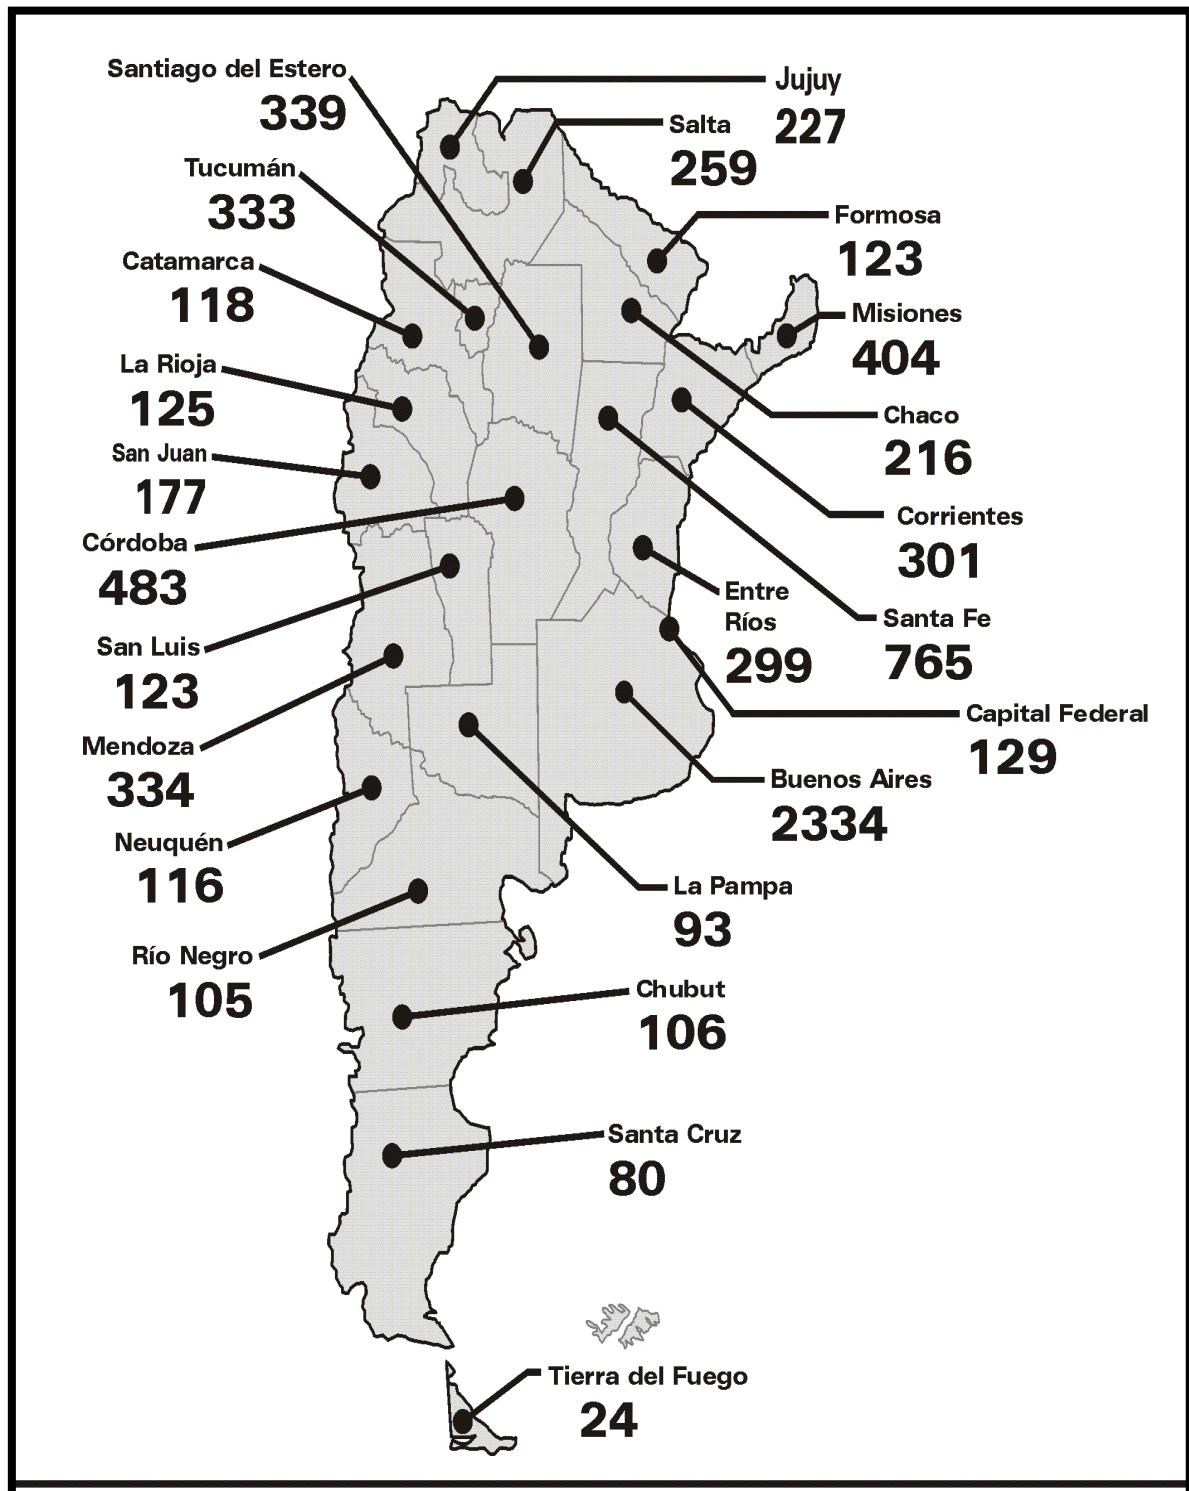 Santiago del Estero
339
Jujuy
227
Salta
259
Tucumán
333
Formosa
123
Catamarca
118
Misiones
404
La Rioja
125
Chaco
216
San Juan
177
Corrientes
301
Córdoba
483
Entre
Ríos
299
Santa Fe
765
San Luis
123
Capital Federal
129
Mendoza
334
Buenos Aires
2334
Neuquén
116
La Pampa
93
Río Negro
105
Chubut
106
Santa Cruz
80
Tierra del Fuego
24